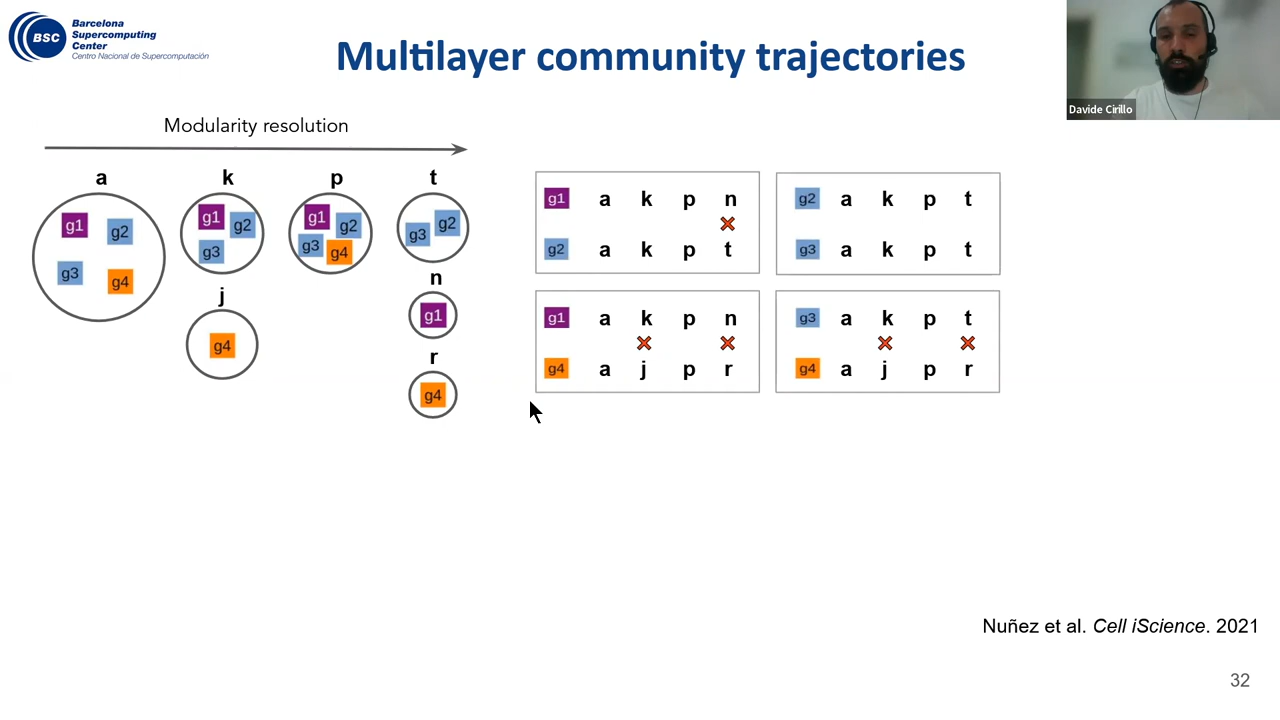 BSC
Barcelona
Supercomputing
Center
Centro Nacional de Supercomputación
Multilayer community trajectories
Davide Cirillo
Modularity resolution
a k p t
g1 g2 g3 g4
g1 g2 g3
g1 g2 g3 g4
g3 g2
j
g4
n
g1
r
g4
g1 a k p n
g2 a k p t
g2 a k p t
g3 a k p t
g1 a k p n
g4 a j p r
g3 a k p t
g4 a j p r
Nuñez et al. Cell iScience. 2021
32